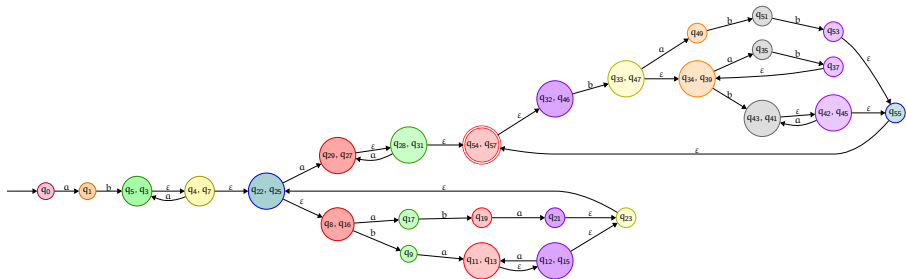 q51
b
b
q49
q53
a
q35
a
b
q33, q47
ε
q34, q39
ε
q37
b
b
ε
q32, q46
ε
q43, q41
ε
a
q42, q45
ε
q55
ε
q28, q31
ε
q54, q57
q29, q27
ε
a
ε
a
q0
a
q1
b
q5, q3
ε
a
q4, q7
ε
q22, q25
ε
ε
q8, q16
a
q17
b
q19
a
q21
ε
q23
b
q9
a
q11, q13
a
ε
q12, q15
ε